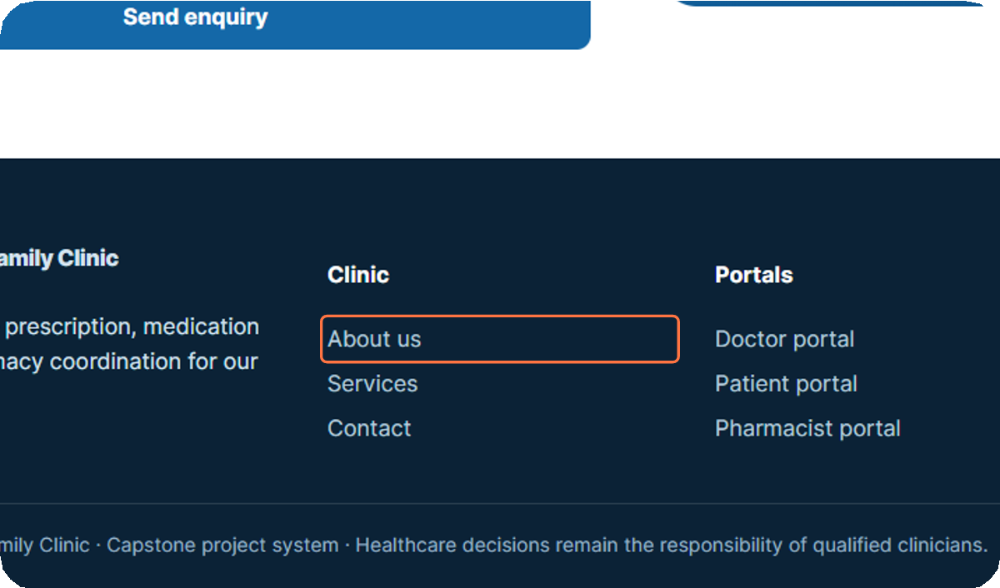 Send enquiry
amily Clinic
prescription, medication
acy coordination for our
Clinic
About us
Services
Contact
Portals
Doctor portal
Patient portal
Pharmacist portal
mily Clinic · Capstone project system · Healthcare decisions remain the responsibility of qualified clinicians.